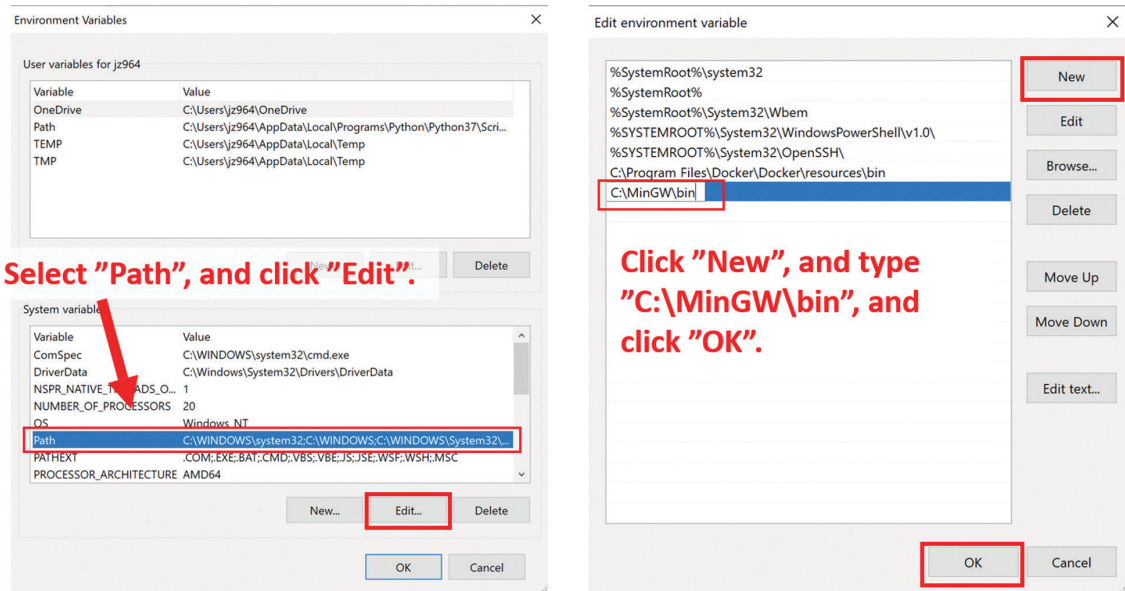 Environment Variables
User variables for jz964
Variable Value
OneDrive C:\Users\jz964\OneDrive
Path C:\Users\jz964\AppData\Local\Programs\Python\Python37\Scri...
TEMP C:\Users\jz964\AppData\Local\Temp
TMP C:\Users\jz964\AppData\Local\Temp
Delete
Select ”Path”, and click ”Edit”.
System variable
Variable Value
ComSpec C:\WINDOWS\system32\cmd.exe
DriverData C:\Windows\System32\Drivers\DriverData
NSPR_NATIVE_ ADS_O... 1
NUMBER_OF_PROCESSORS 20
OS Windows_NT
Path C:\WINDOWS\system32;C:\WINDOWS;C:\WINDOWS\System32\...
PATHEXT .COM;.EXE;.BAT;.CMD;.VBS;.VBE;.JS;.JSE;.WSF;.WSH;.MSC
PROCESSOR_ARCHITECTURE AMD64
New... Edit... Delete
OK Cancel
Edit environment variable
%SystemRoot%\system32
%SystemRoot%
%SystemRoot%\System32\Wbem
%SYSTEMROOT%\System32\WindowsPowerShell\v1.0\
%SYSTEMROOT%\System32\OpenSSH\
C:\Program Files\Docker\Docker\resources\bin
C:\MinGW\bin
New
Edit
Browse...
Delete
Move Up
Move Down
Edit text...
Click ”New”, and type
”C:\MinGW\bin”, and
click ”OK”.
OK Cancel